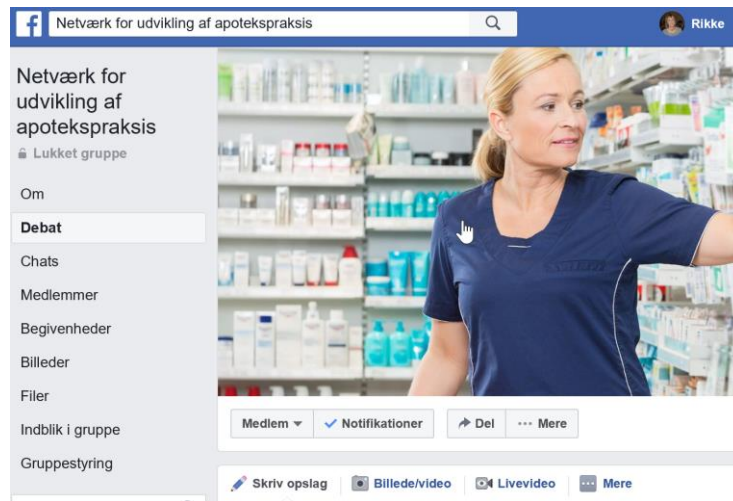 f
Netværk for udvikling af apotekspraksis
Rikke
Netværk for
udvikling af
apotekspraksis
Lukket gruppe
Om
Debat
Chats
Medlemmer
Begivenheder
Billeder
Filer
Indblik i gruppe
Gruppestyring
Medlem
Notifikationer
Del
Mere
Skriv opslag
Billede/video
Livevideo
Mere